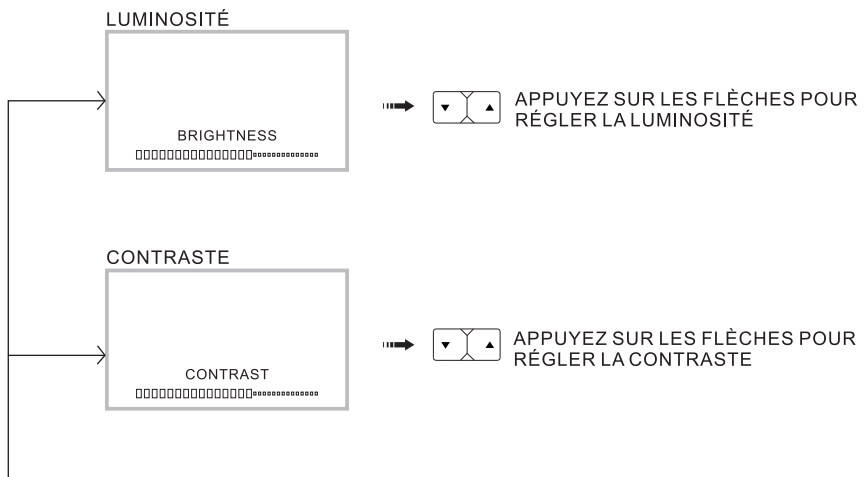 LUMINOSITÉ
BRIGHTNESS
APPUYEZ SUR LES FLÈCHES POUR
RÉGLER LA LUMINOSITÉ
CONTRASTE
CONTRAST
APPUYEZ SUR LES FLÈCHES POUR
RÉGLER LA CONTRASTE